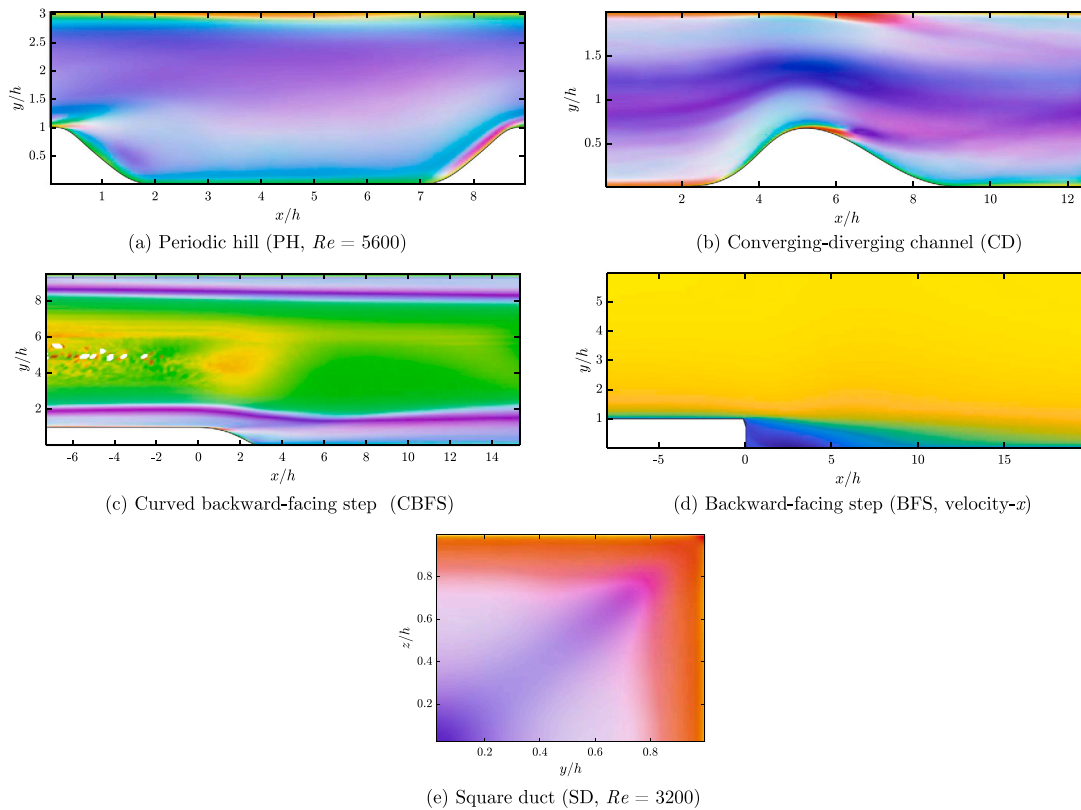 3
2.5
2
1.5
1
0.5
y/h
1 2 3 4 5 6 7 8
x/h
(a) Periodic hill (PH, Re = 5600)
1.5
1
0.5
y/h
2 4 6 8 10 12
x/h
(b) Converging-diverging channel (CD)
8
6
4
2
y/h
-6 -4 -2 0 2 4 6 8 10 12 14
x/h
(c) Curved backward-facing step (CBFS)
5
4
3
2
1
y/h
-5 0 5 10 15
x/h
(d) Backward-facing step (BFS, velocity-x)
0.8
0.6
0.4
0.2
z/h
0.2 0.4 0.6 0.8
y/h
(e) Square duct (SD, Re = 3200)